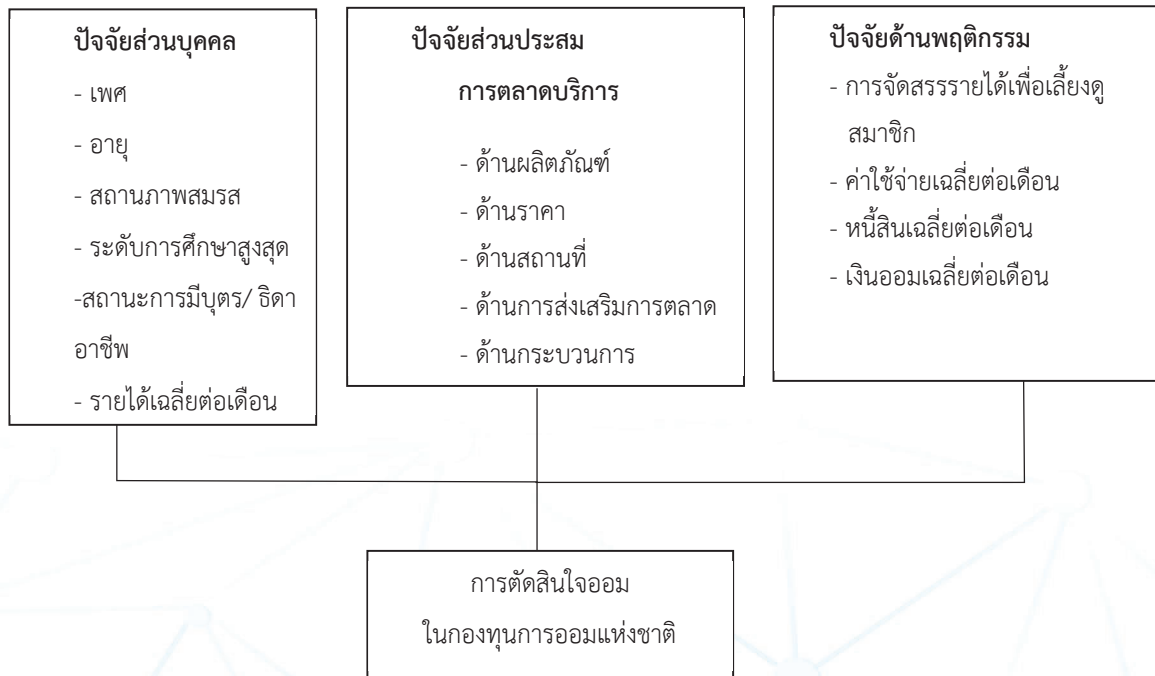 ปัจจัยส่วนบุคคล
- เพศ
- อายุ
- สถานภาพสมรส
- ระดับการศึกษาสูงสุด
-สถานะการมีบุตร/ ธิดา
อาชีพ
- รายได้เฉลี่ยต่อเดือน
ปัจจัยส่วนประสม
การตลาดบริการ
- ด้านผลิตภัณฑ์
- ด้านราคา
- ด้านสถานที่
- ด้านการส่งเสริมการตลาด
- ด้านกระบวนการ
ปัจจัยด้านพฤติกรรม
- การจัดสรรรายได้เพื่อเลี้ยงดู
สมาชิก
- ค่าใช้จ่ายเฉลี่ยต่อเดือน
- หนี้สินเฉลี่ยต่อเดือน
- เงินออมเฉลี่ยต่อเดือน
การตัดสินใจออม
ในกองทุนการออมแห่งชาติ